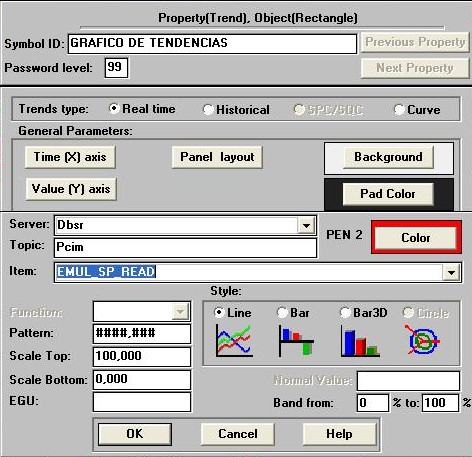 Property(Trend), Object(Rectangle)
Symbol ID: GRAFICO DE TENDENCIAS Previous Property
Password level: 99 Next Property
Trends type: Real time Historical SPC/SQC Curve
General Parameters:
Time (X) axis Panel layout Background
Value (Y) axis Pad Color
Server: Dbsr PEN 2 Color
Topic: Pcim
Item: EMUL_SP_READ
Style:
Function: Line Bar Bar3D Circle
Pattern: ####,###
Scale Top: 100,000
Scale Bottom: 0,000 Normal Value:
EGU: Band from: 0 % to: 100 %
OK Cancel Help